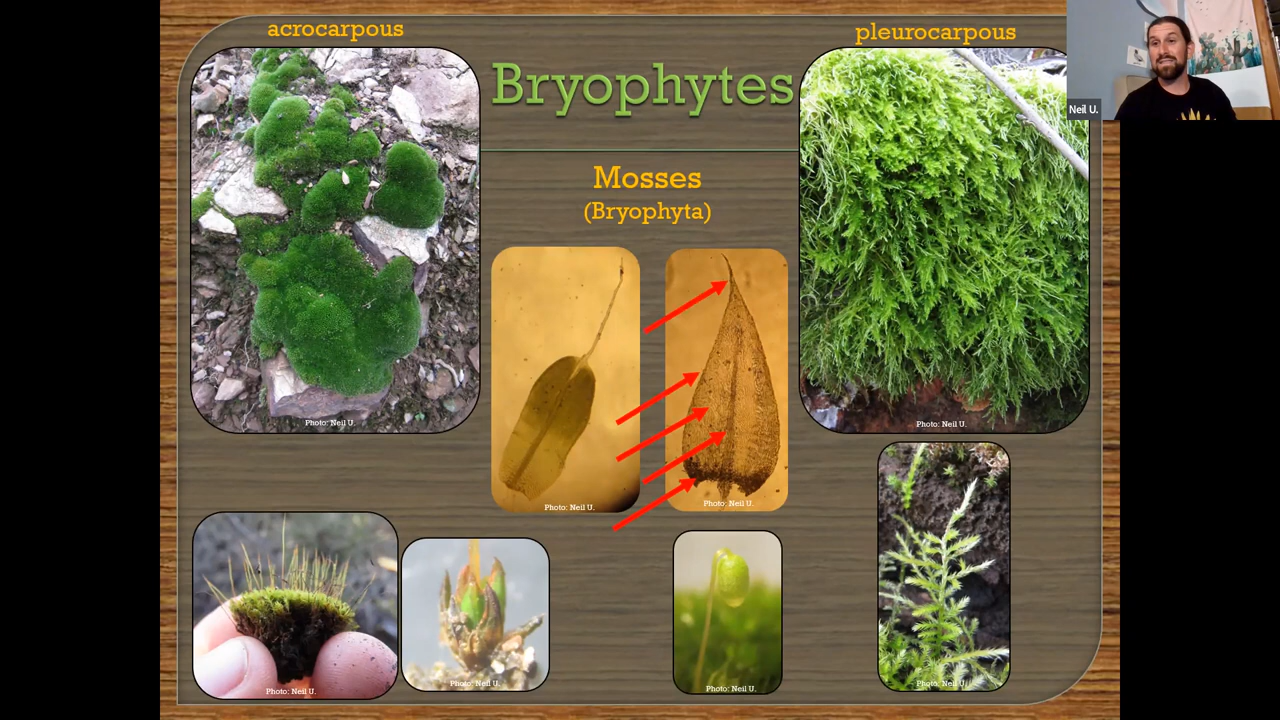 acrocarpous
pleurocarpous
Bryophytes
Neil U.
Mosses
(Bryophyta)
Photo: Neil U.
Photo: Neil U.
Photo: Neil U.
Photo: Neil U.
Photo: Neil U.
Photo: Neil U.
Photo: Neil U.
Photo: Neil U.